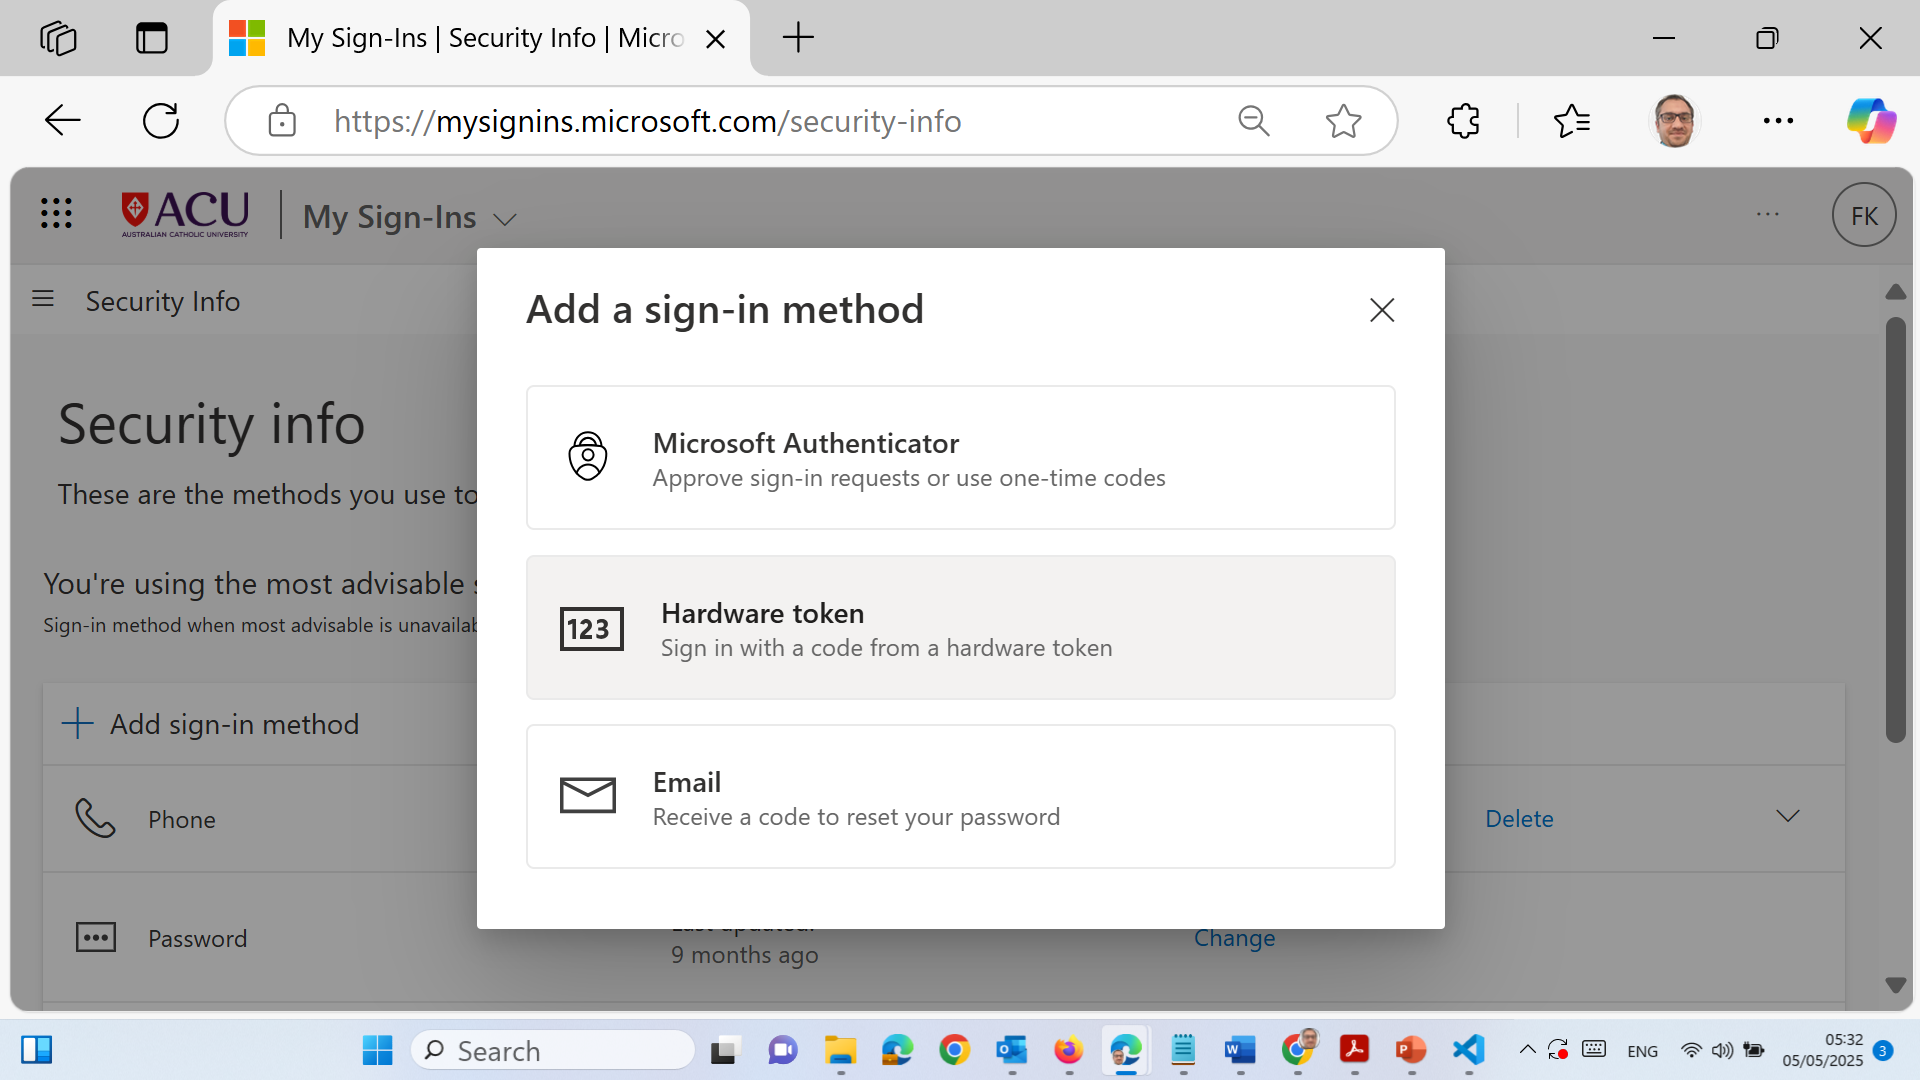 My Sign-Ins | Security Info | Micro
https://mysignins.microsoft.com/security-info
ACU
AUSTRALIAN CATHOLIC UNIVERSITY
My Sign-Ins
FK
Security Info
Security info
These are the methods you use to
You're using the most advisable
Sign-in method when most advisable is unavailab
Add sign-in method
Phone
Delete
Password
Last updated:
9 months ago
Change
Add a sign-in method
Microsoft Authenticator
Approve sign-in requests or use one-time codes
123
Hardware token
Sign in with a code from a hardware token
Email
Receive a code to reset your password
Search
ENG
05:32
05/05/2025
3